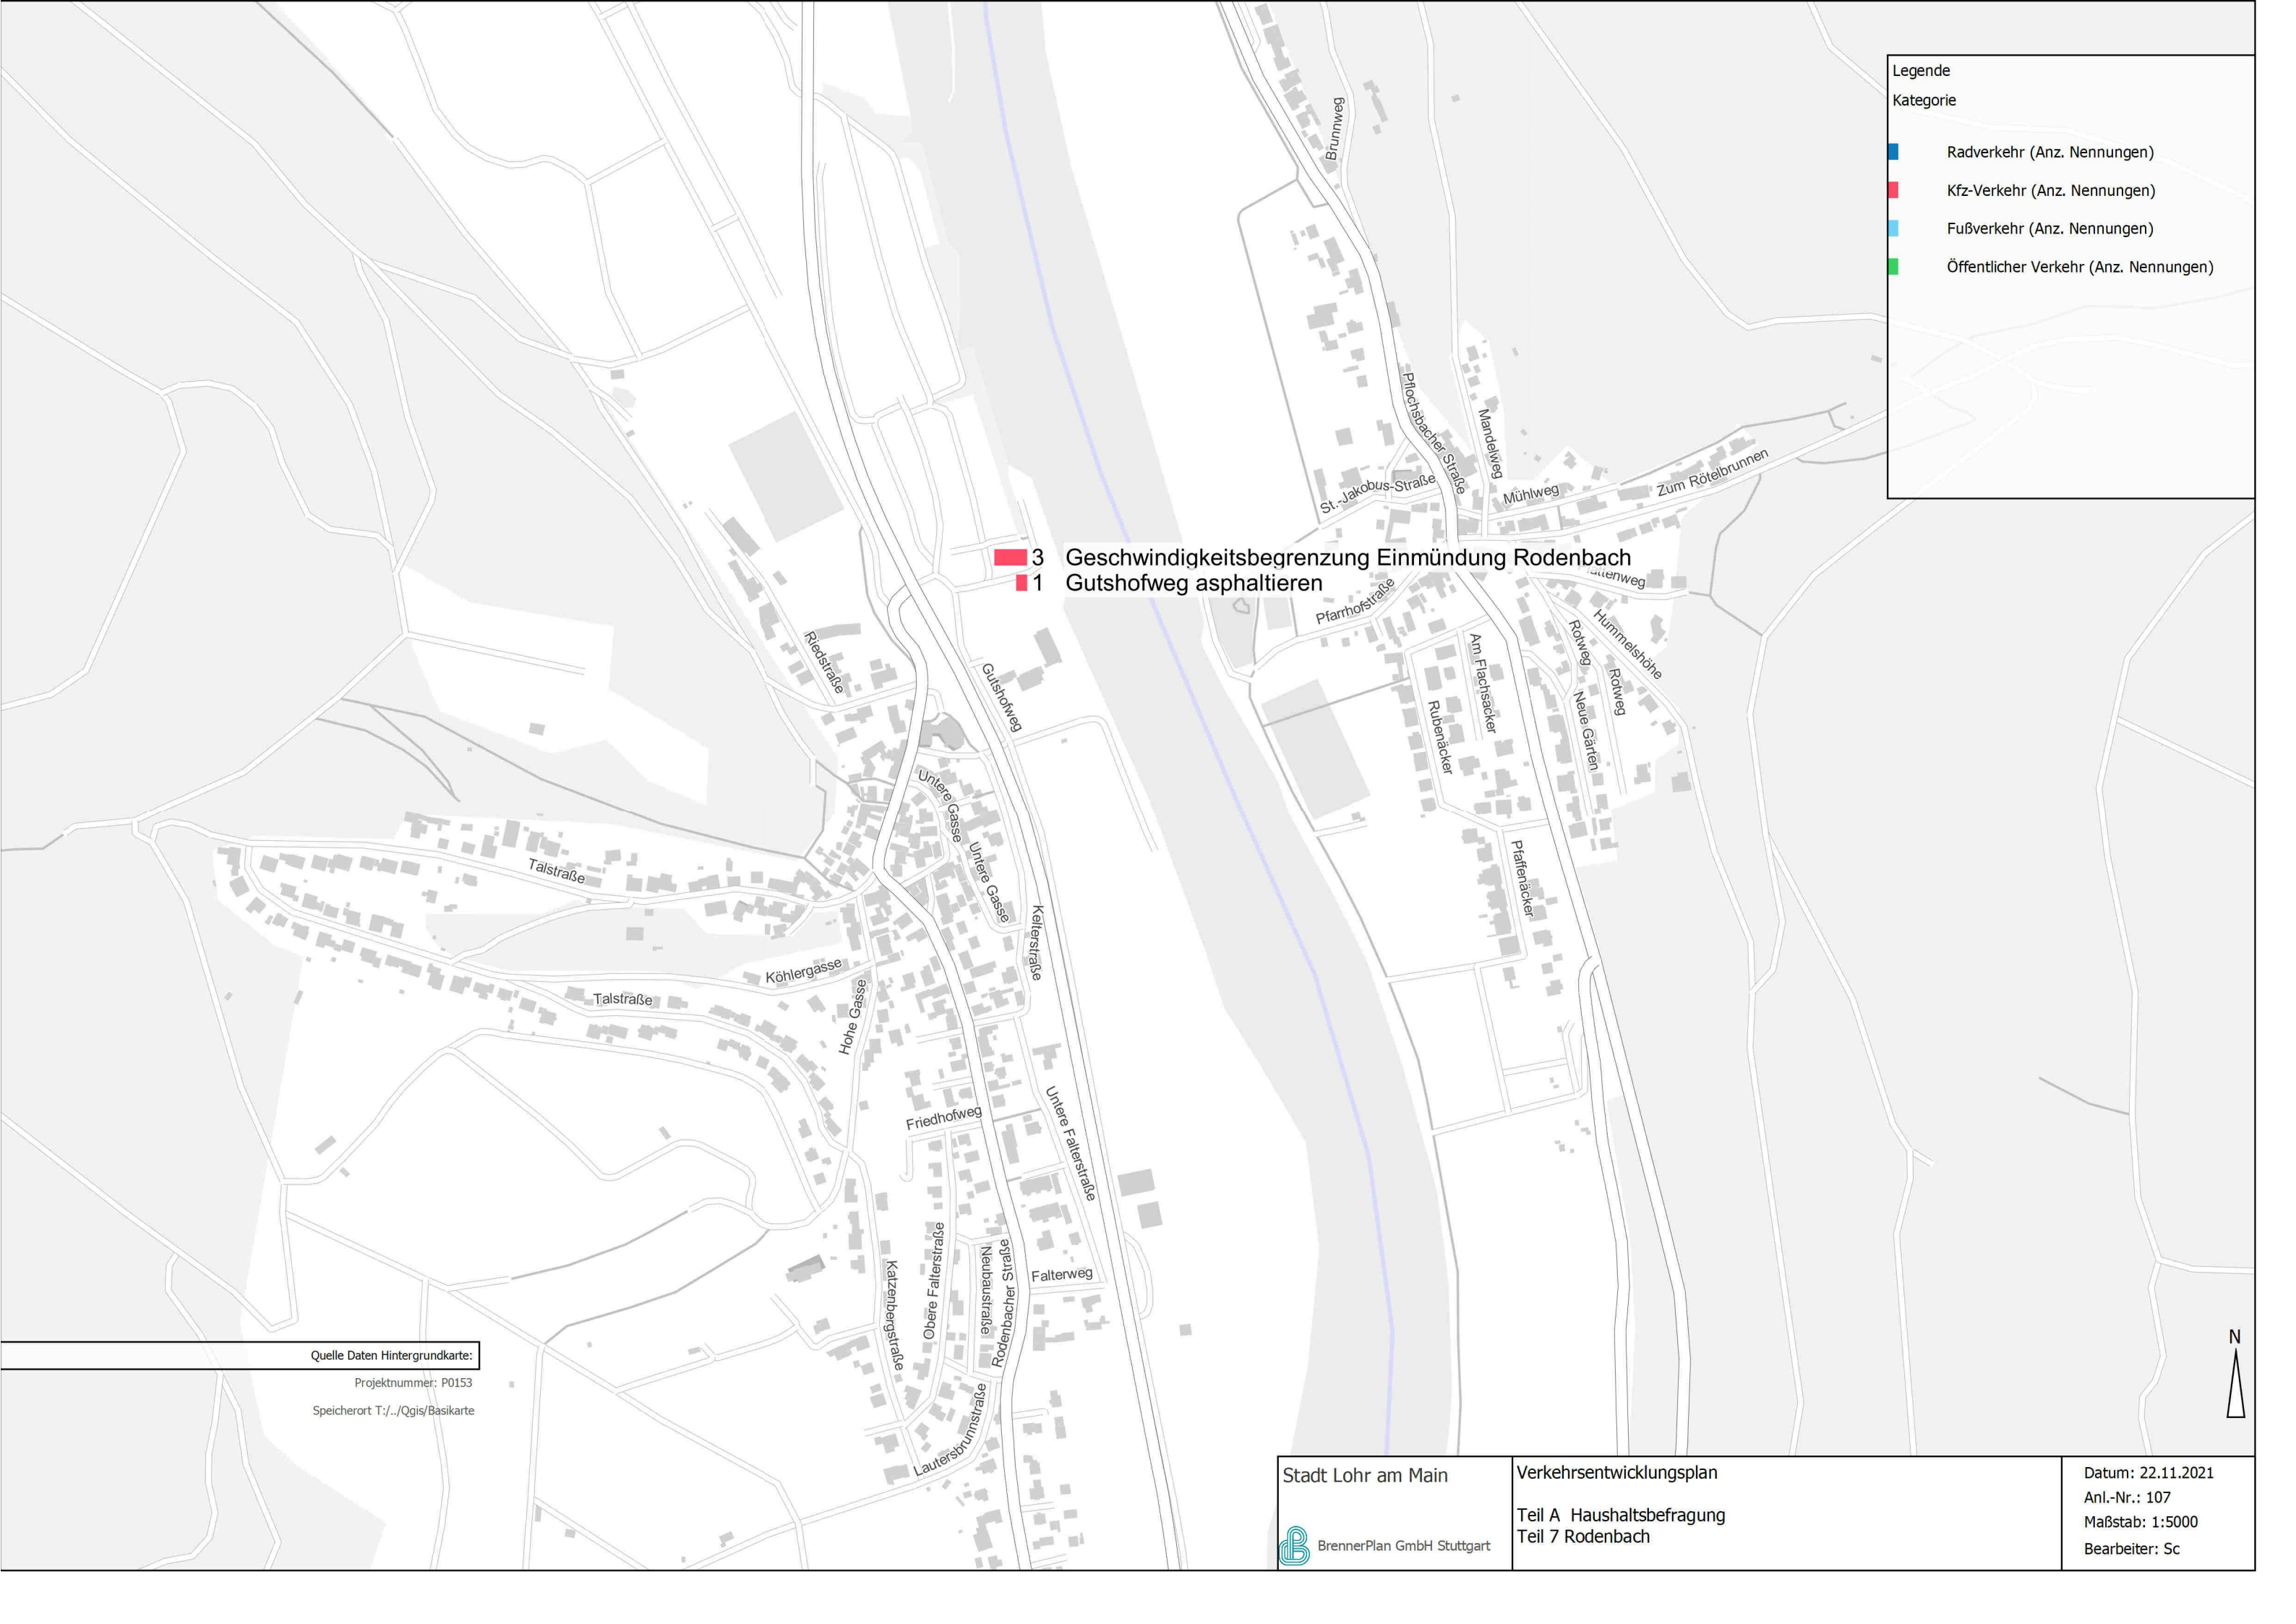 Legende
Kategorie
Radverkehr (Anz. Nennungen)
Kfz-Verkehr (Anz. Nennungen)
Fußverkehr (Anz. Nennungen)
Öffentlicher Verkehr (Anz. Nennungen)
Brunnweg
Pflochsbacher Straße
Mandelweg
St.-Jakobus-Straße
Mühlweg
Zum Rötelbrunnen
3 Geschwindigkeitsbegrenzung Einmündung Rodenbach
1 Gutshofweg asphaltieren
Pfarrhofstraße
Hummelshöhe
Rotweg
Rotweg
Am Flachsacker
Neue Gärten
Rubenäcker
Pfaffenäcker
Riedstraße
Gutshofweg
Untere Gasse
Untere Gasse
Talstraße
Kelterstraße
Köhlergasse
Talstraße
Hohe Gasse
Friedhofweg
Untere Falterstraße
Obere Falterstraße
Neubaustraße
Rodenbacher Straße
Falterweg
Katzenbergstraße
Lautersbrunnstraße
Quelle Daten Hintergrundkarte:
Projektnummer: P0153
Speicherort T:/../Qgis/Basikarte
N
Stadt Lohr am Main
BrennerPlan GmbH Stuttgart
Verkehrsentwicklungsplan
Teil A Haushaltsbefragung
Teil 7 Rodenbach
Datum: 22.11.2021
Anl.-Nr.: 107
Maßstab: 1:5000
Bearbeiter: Sc